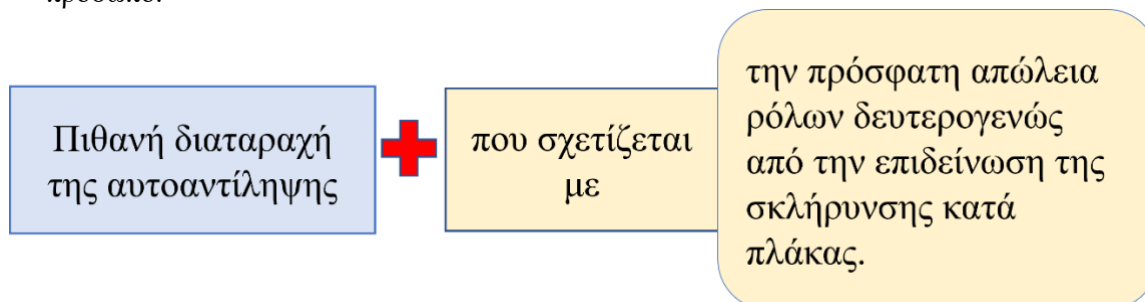 πρόσωπο.
Πιθανή διαταραχή
της αυτοαντίληψης
που σχετίζεται
με
την πρόσφατη απώλεια
ρόλων δευτερογενώς
από την επιδείνωση της
σκλήρυνσης κατά
πλάκας.